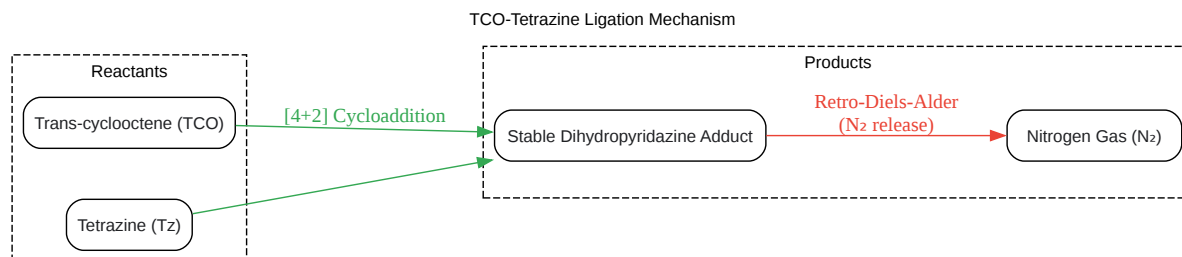 TCO-Tetrazine Ligation Mechanism
Reactants
Products
Trans-cyclooctene (TCO)
[4+2] Cycloaddition
Stable Dihydropyridazine Adduct
Retro-Diels-Alder
(N₂ release)
Nitrogen Gas (N₂)
Tetrazine (Tz)